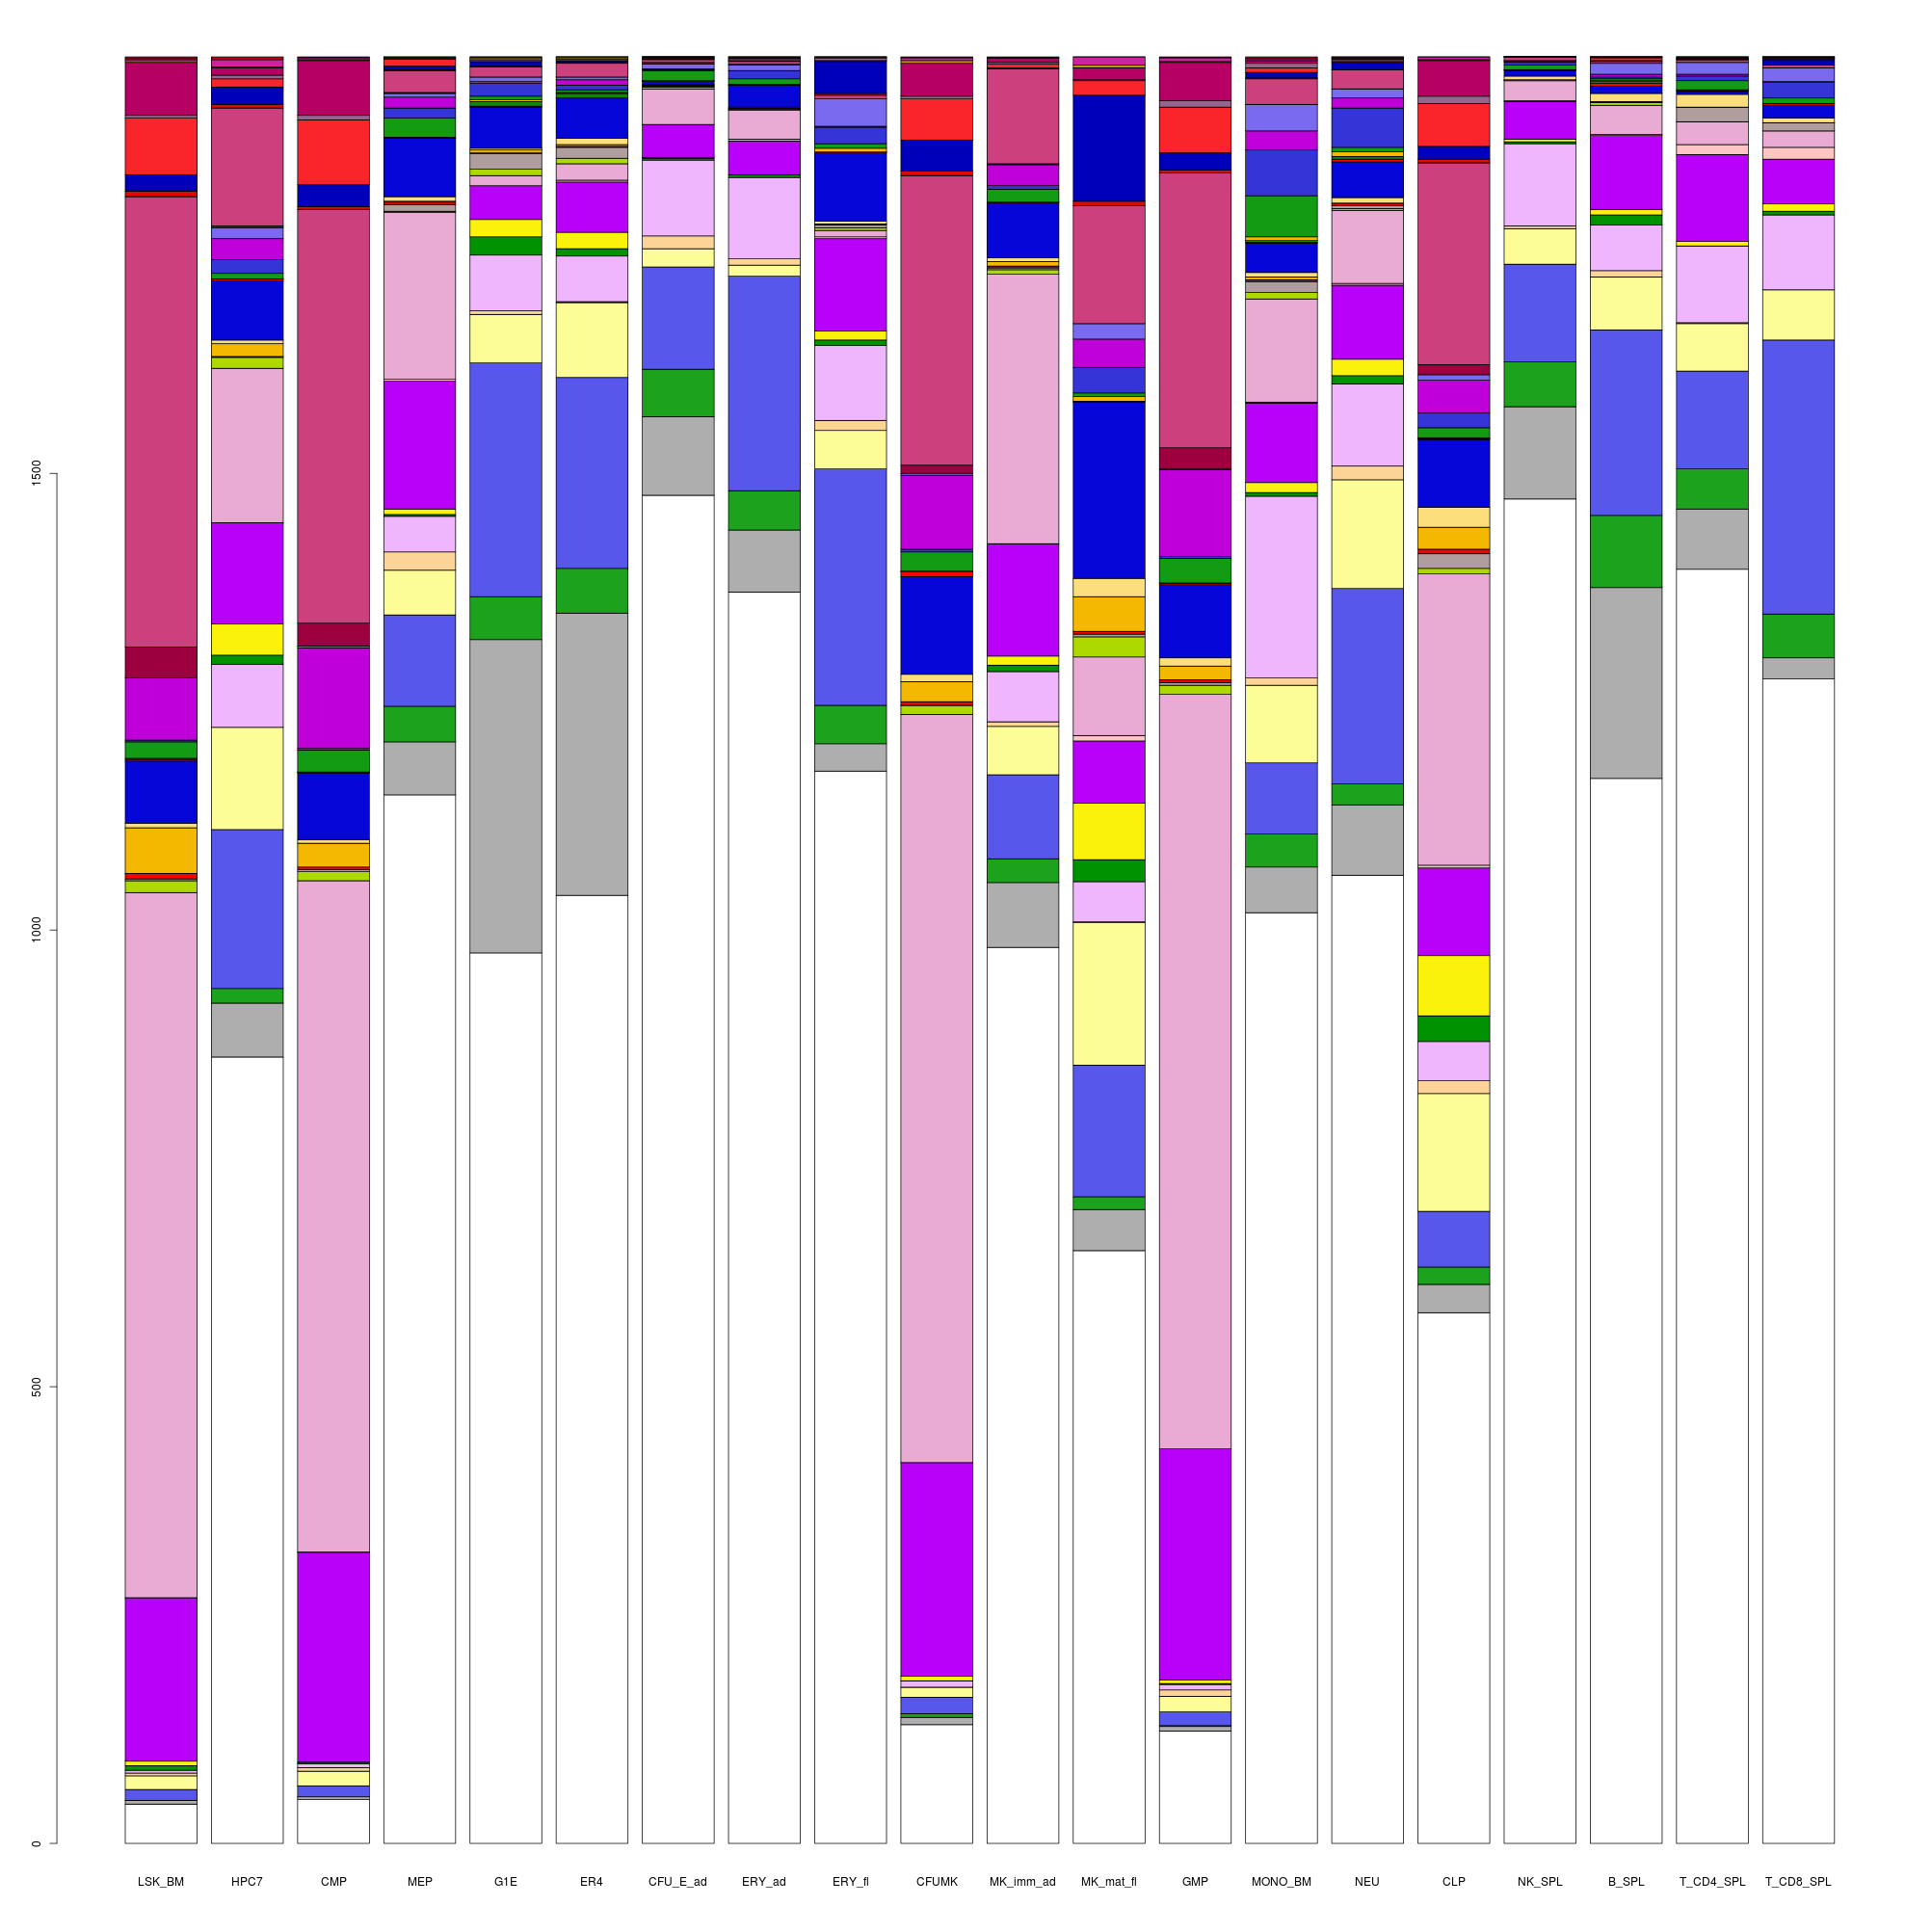 1500
1000
500
0
LSK_BM HPC7 CMP MEP G1E ER4 CFU_E_ad ERY_ad ERY_fl CFUMK MK_imm_ad MK_mat_fl GMP MONO_BM NEU CLP NK_SPL B_SPL T_CD4_SPL T_CD8_SPL